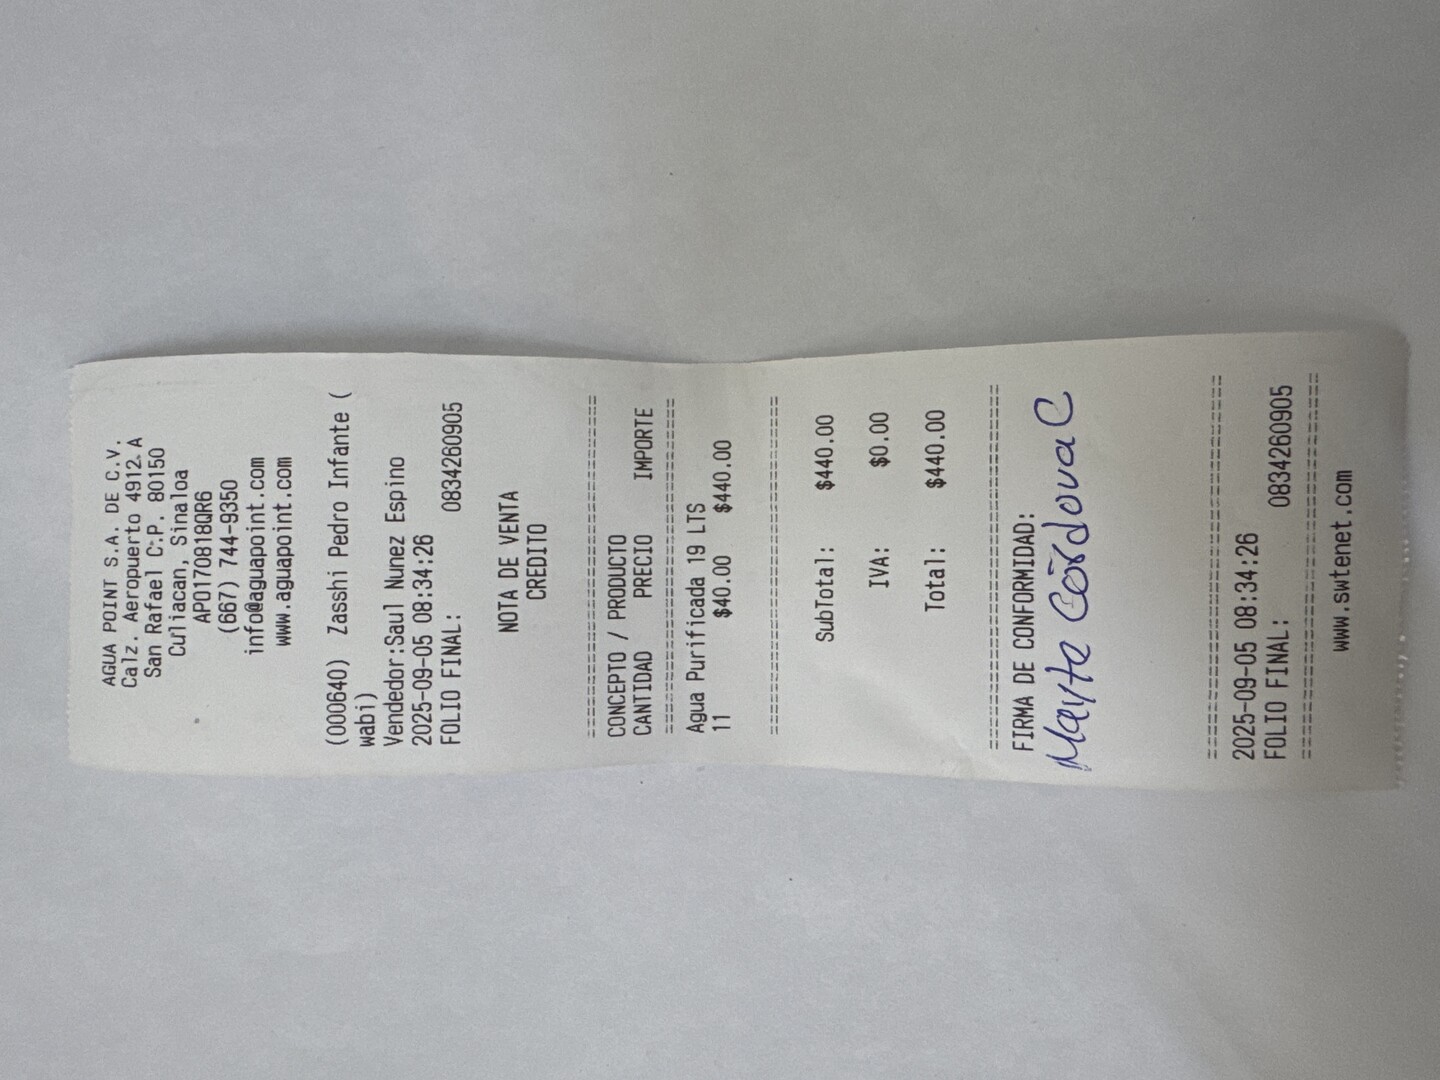 AGUA POINT S.A. DE C.V.
Calz. Aeropuerto 4912 A
San Rafael C.P. 80150
Culiacan, Sinaloa
APO170818QR6
(667) 744-9350
info@aguapoint.com
www.aguapoint.com
(000640) Zasshi Pedro Infante (
wabi)
Vendedor:Saul Nunez Espino
2025-09-05 08:34:26
FOLIO FINAL: 0834260905
NOTA DE VENTA
CREDITO
================================
CONCEPTO / PRODUCTO
CANTIDAD PRECIO IMPORTE
================================
Agua Purificada 19 LTS
11 $40.00 $440.00
================================
SubTotal: $440.00
IVA: $0.00
Total: $440.00
================================
FIRMA DE CONFORMIDAD:
Mayte Cordova C
================================
2025-09-05 08:34:26
FOLIO FINAL: 0834260905
================================
www.swtenet.com